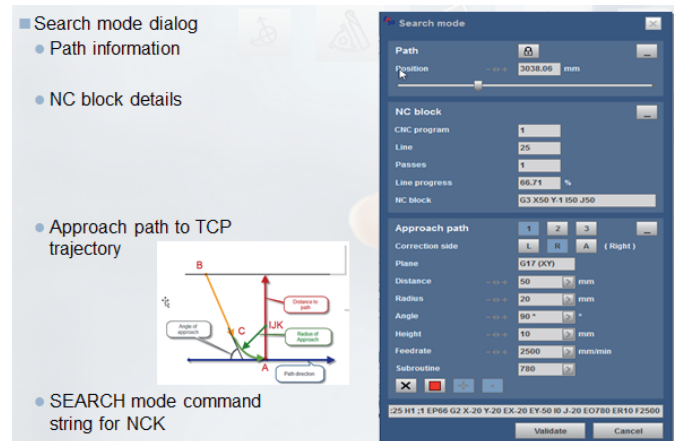 Search mode dialog
Path information
NC block details
Approach path to TCP
trajectory
B
Distance to
path
Angle of
approach
C
IJK
Radius of
Approach
A
Path direction
SEARCH mode command
string for NCK
Search mode
Path
Position
3038.06 mm
NC block
CNC program 1
Line 25
Passes 1
Line progress 66.71 %
NC block G3 X50 Y-1 I50 J50
Approach path 1 2 3
Correction side L R A ( Right )
Plane G17 (XY)
Distance 50 mm
Radius 20 mm
Angle 90 ° °
Height 10 mm
Feedrate 2500 mm/min
Subroutine 780
:25 H1 ;1 EP66 G2 X-20 Y-20 EX-20 EY-50 I0 J-20 EO780 ER10 F2500
Validate Cancel